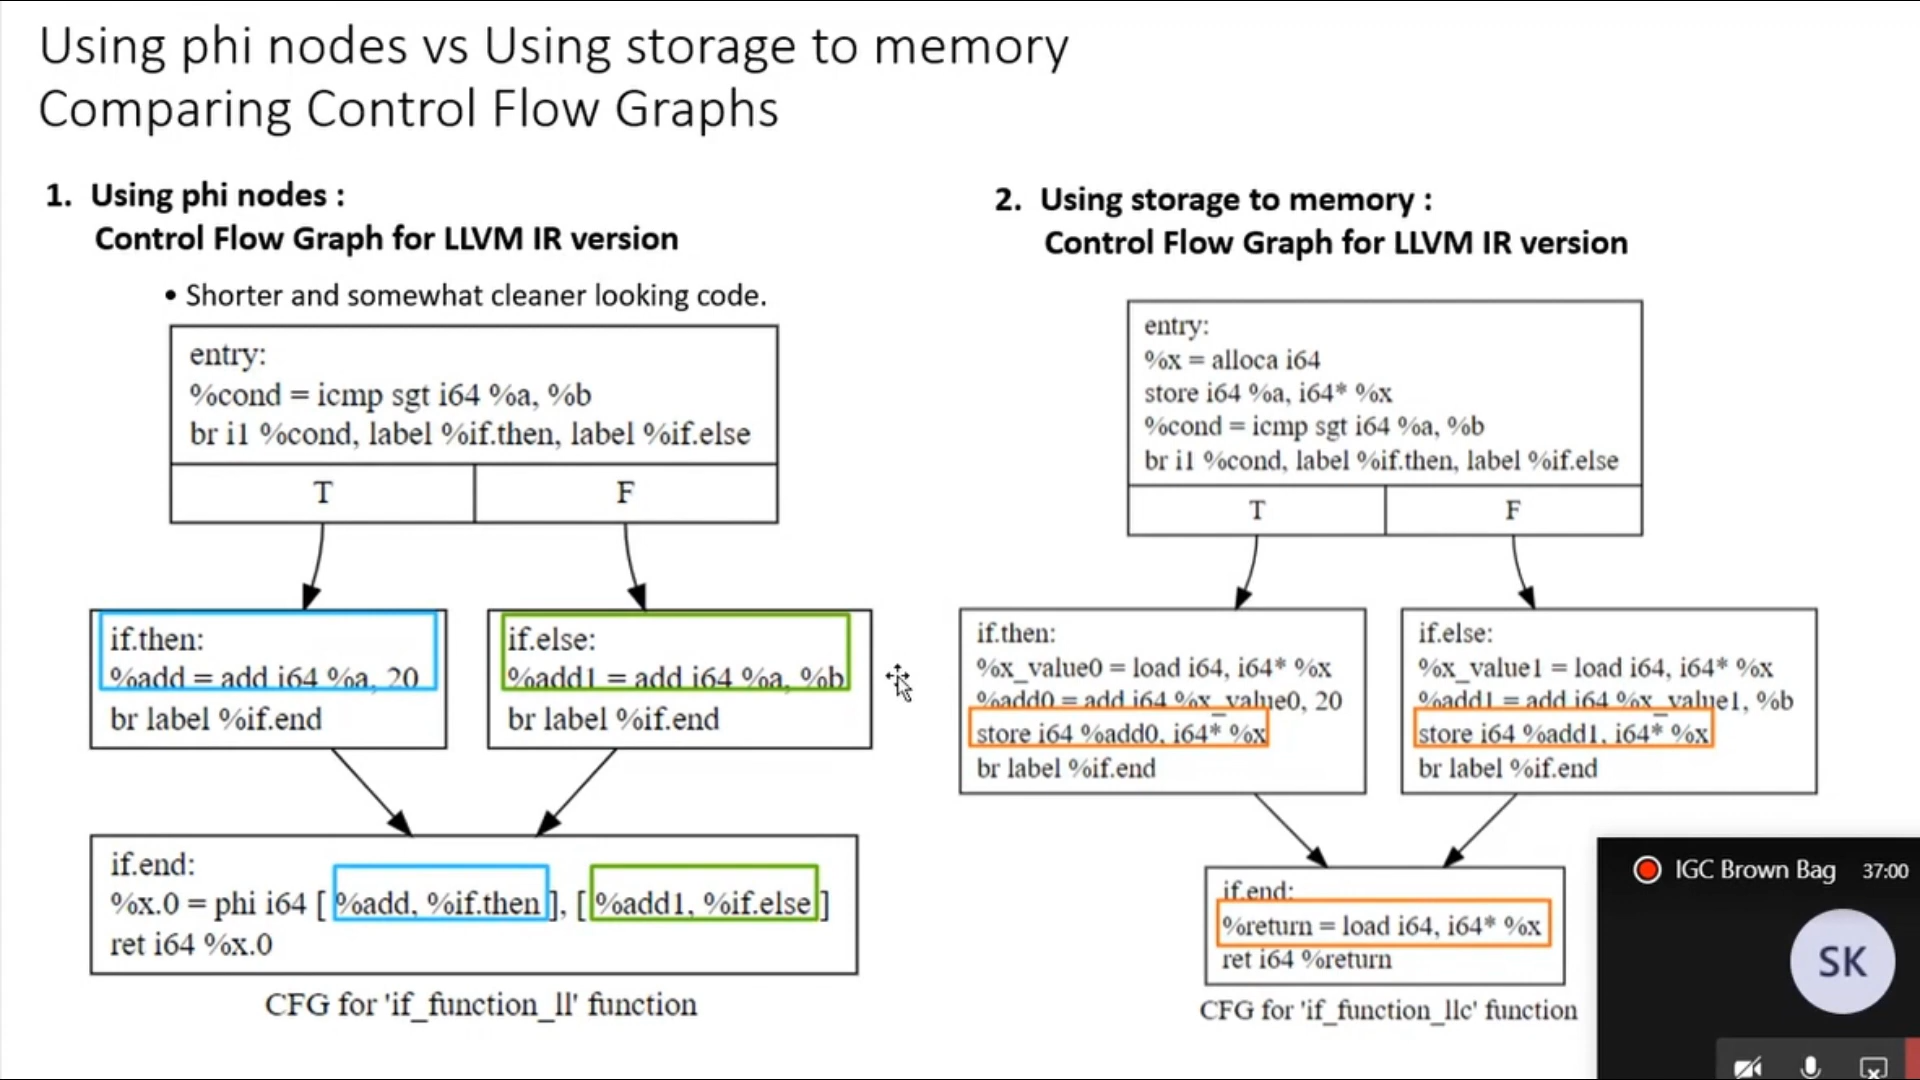 Using phi nodes vs Using storage to memory
Comparing Control Flow Graphs
1. Using phi nodes :
Control Flow Graph for LLVM IR version
• Shorter and somewhat cleaner looking code.
entry:
%cond = icmp sgt i64 %a, %b
br i1 %cond, label %if.then, label %if.else
T
F
if.then:
%add = add i64 %a, 20
br label %if.end
if.else:
%add1 = add i64 %a, %b
br label %if.end
if.end:
%x.0 = phi i64 [ %add, %if.then ], [ %add1, %if.else ]
ret i64 %x.0
CFG for 'if_function_ll' function
2. Using storage to memory :
Control Flow Graph for LLVM IR version
entry:
%x = alloca i64
store i64 %a, i64* %x
%cond = icmp sgt i64 %a, %b
br i1 %cond, label %if.then, label %if.else
T
F
if.then:
%x_value0 = load i64, i64* %x
%add0 = add i64 %x_value0, 20
store i64 %add0, i64* %x
br label %if.end
if.else:
%x_value1 = load i64, i64* %x
%add1 = add i64 %x_value1, %b
store i64 %add1, i64* %x
br label %if.end
if.end:
%return = load i64, i64* %x
ret i64 %return
CFG for 'if_function_llc' function
IGC Brown Bag 37:00
SK